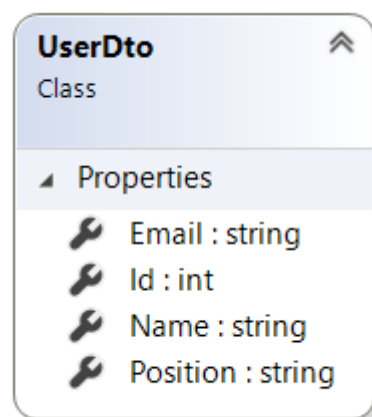 UserDto
Class
Properties
Email : string
Id : int
Name : string
Position : string